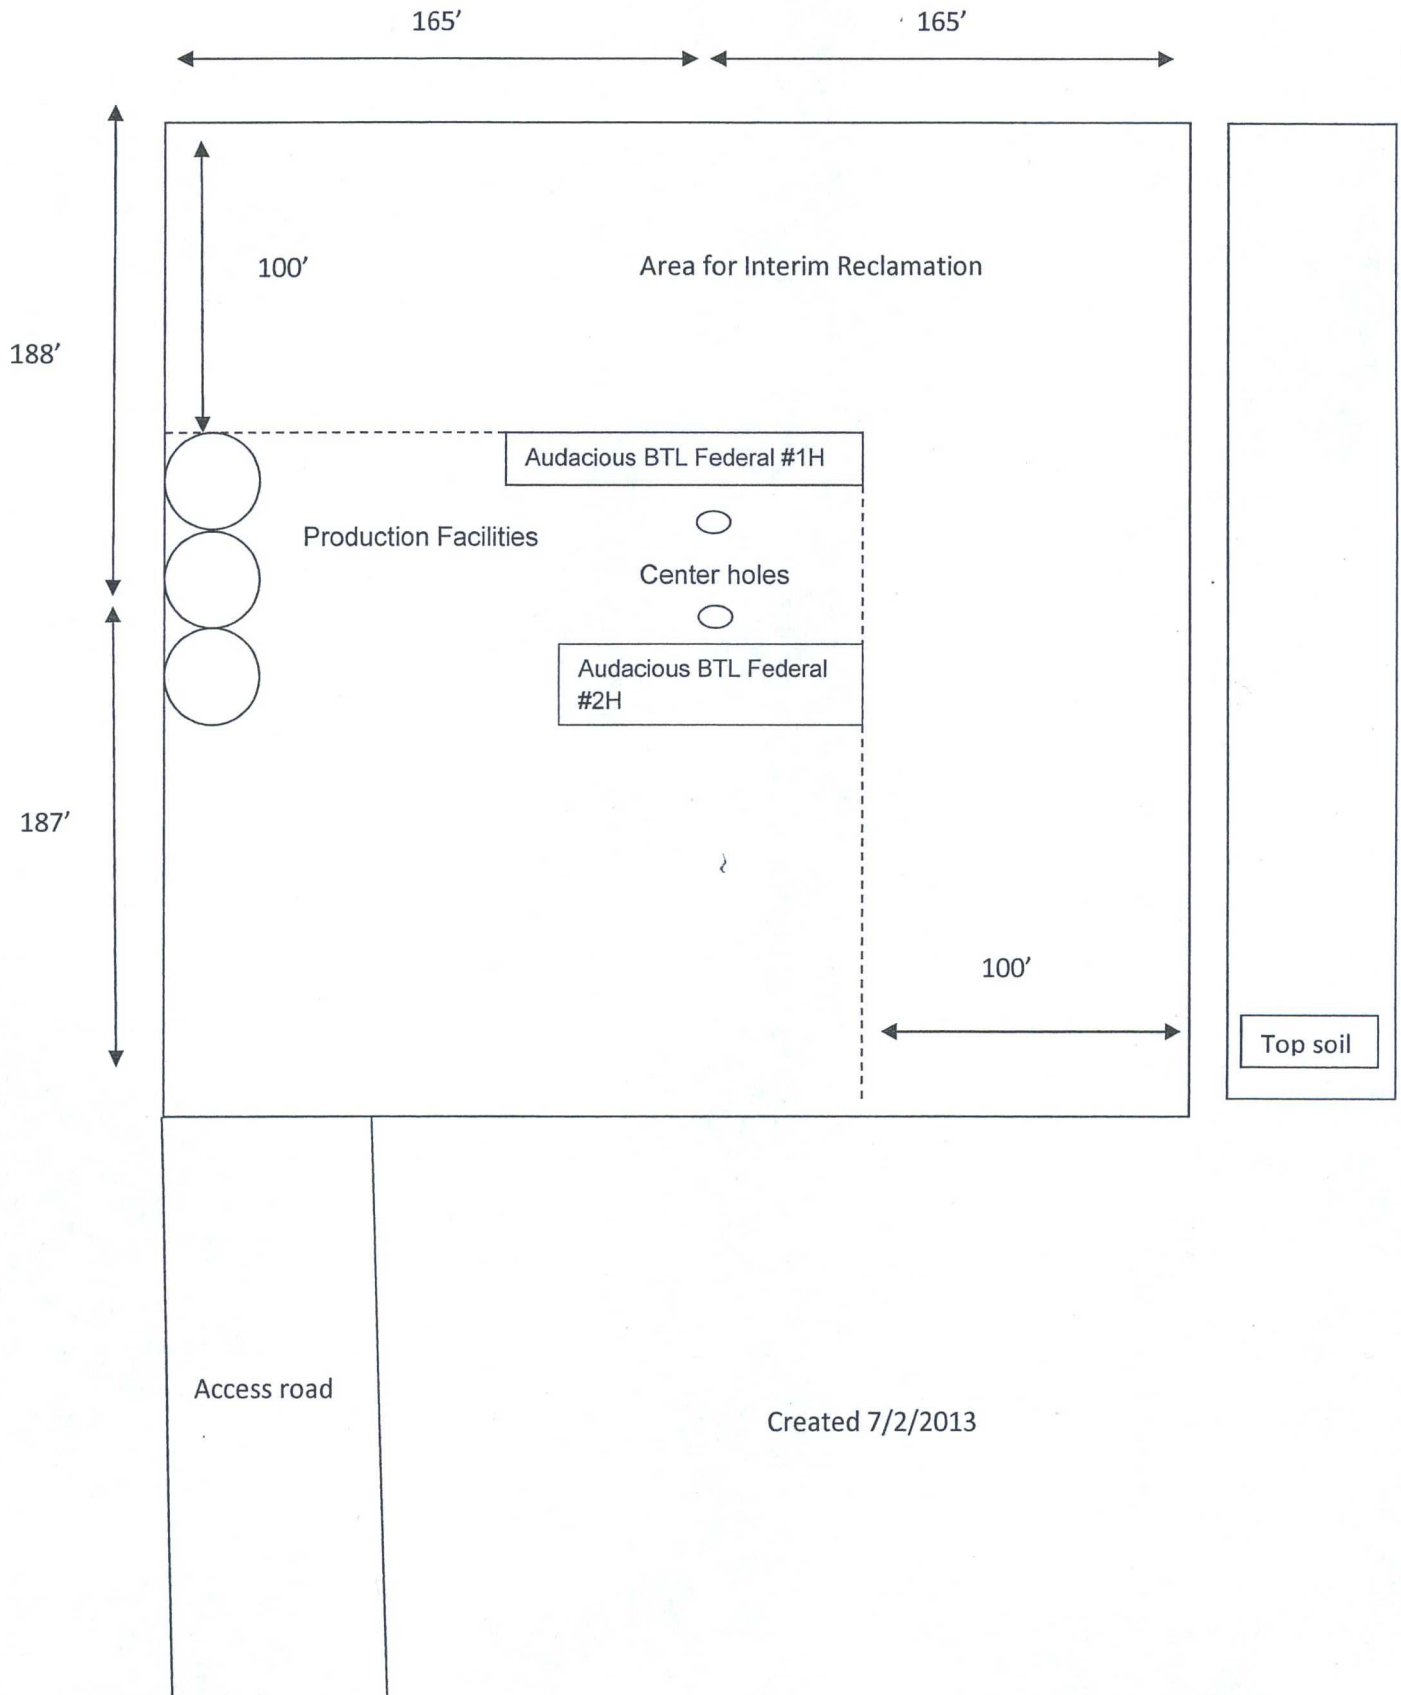 165’
165’
100’
Area for Interim Reclamation
188’
Audacious BTL Federal #1H
Production Facilities
Center holes
Audacious BTL Federal
#2H
187’
100’
Top soil
Access road
Created 7/2/2013